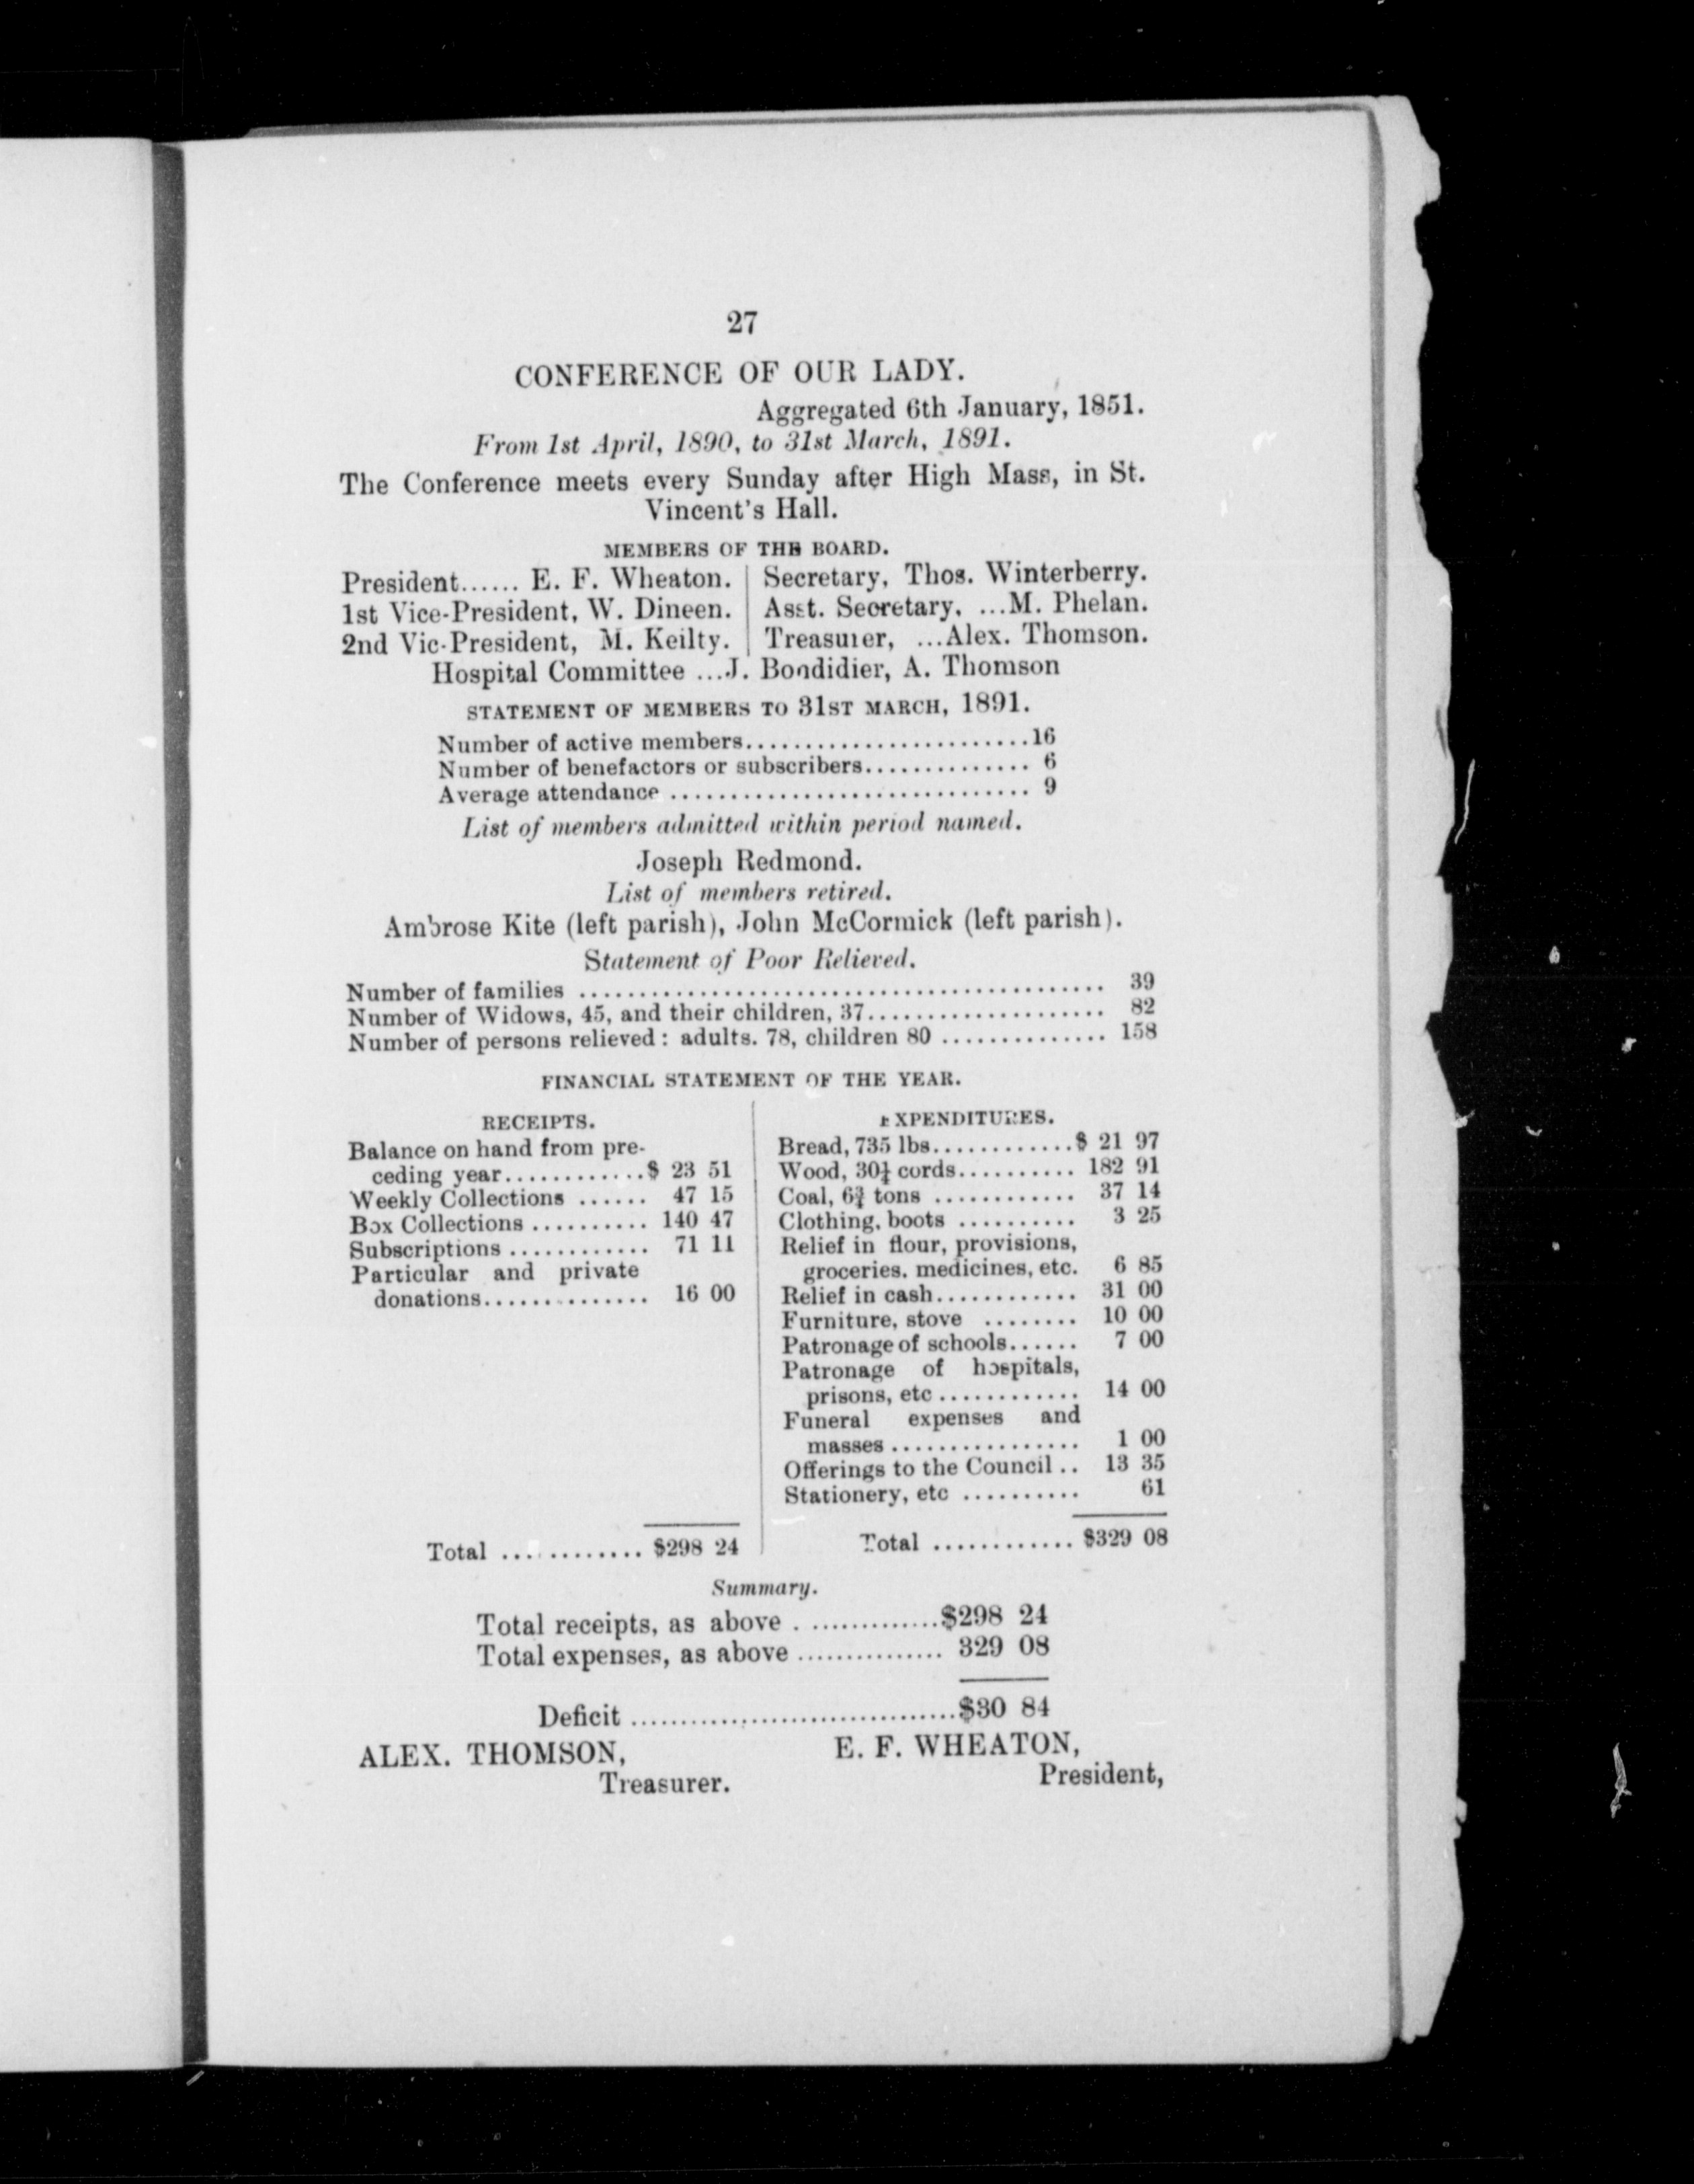 27
CONFERENCE OF OUR LADY.
Aggregated 6th January, 1851.
From 1st April, 1890, to 31st March, 1891.
The Conference meets every Sunday after High Mass, in St.
Vincent's Hall.
MEMBERS OF THE BOARD.
President...... E. F. Wheaton.
1st Vice-President, W. Dineen.
2nd Vic-President, M. Keilty.
Secretary, Thos. Winterberry.
Asst. Secretary, ...M. Phelan.
Treasurer, ...Alex. Thomson.
Hospital Committee ...J. Bondidier, A. Thomson
STATEMENT OF MEMBERS TO 31ST MARCH, 1891.
Number of active members........................16
Number of benefactors or subscribers.............. 6
Average attendance .............................. 9
List of members admitted within period named.
Joseph Redmond.
List of members retired.
Ambrose Kite (left parish), John McCormick (left parish).
Statement of Poor Relieved.
Number of families ............................................ 39
Number of Widows, 45, and their children, 37.................... 82
Number of persons relieved : adults. 78, children 80 .............. 158
FINANCIAL STATEMENT OF THE YEAR.
RECEIPTS.
Balance on hand from pre-
ceding year............$ 23 51
Weekly Collections ...... 47 15
Box Collections .......... 140 47
Subscriptions ............ 71 11
Particular and private
donations.............. 16 00
Total ............ $298 24
EXPENDITURES.
Bread, 735 lbs............$ 21 97
Wood, 30¼ cords.......... 182 91
Coal, 6¾ tons ............ 37 14
Clothing, boots .......... 3 25
Relief in flour, provisions,
groceries. medicines, etc. 6 85
Relief in cash............ 31 00
Furniture, stove ........ 10 00
Patronage of schools...... 7 00
Patronage of hospitals,
prisons, etc ............ 14 00
Funeral expenses and
masses ................ 1 00
Offerings to the Council .. 13 35
Stationery, etc .......... 61
Total ............ $329 08
Summary.
Total receipts, as above . ..............$298 24
Total expenses, as above ............... 329 08
Deficit .................................$30 84
ALEX. THOMSON,
Treasurer.
E. F. WHEATON,
President,